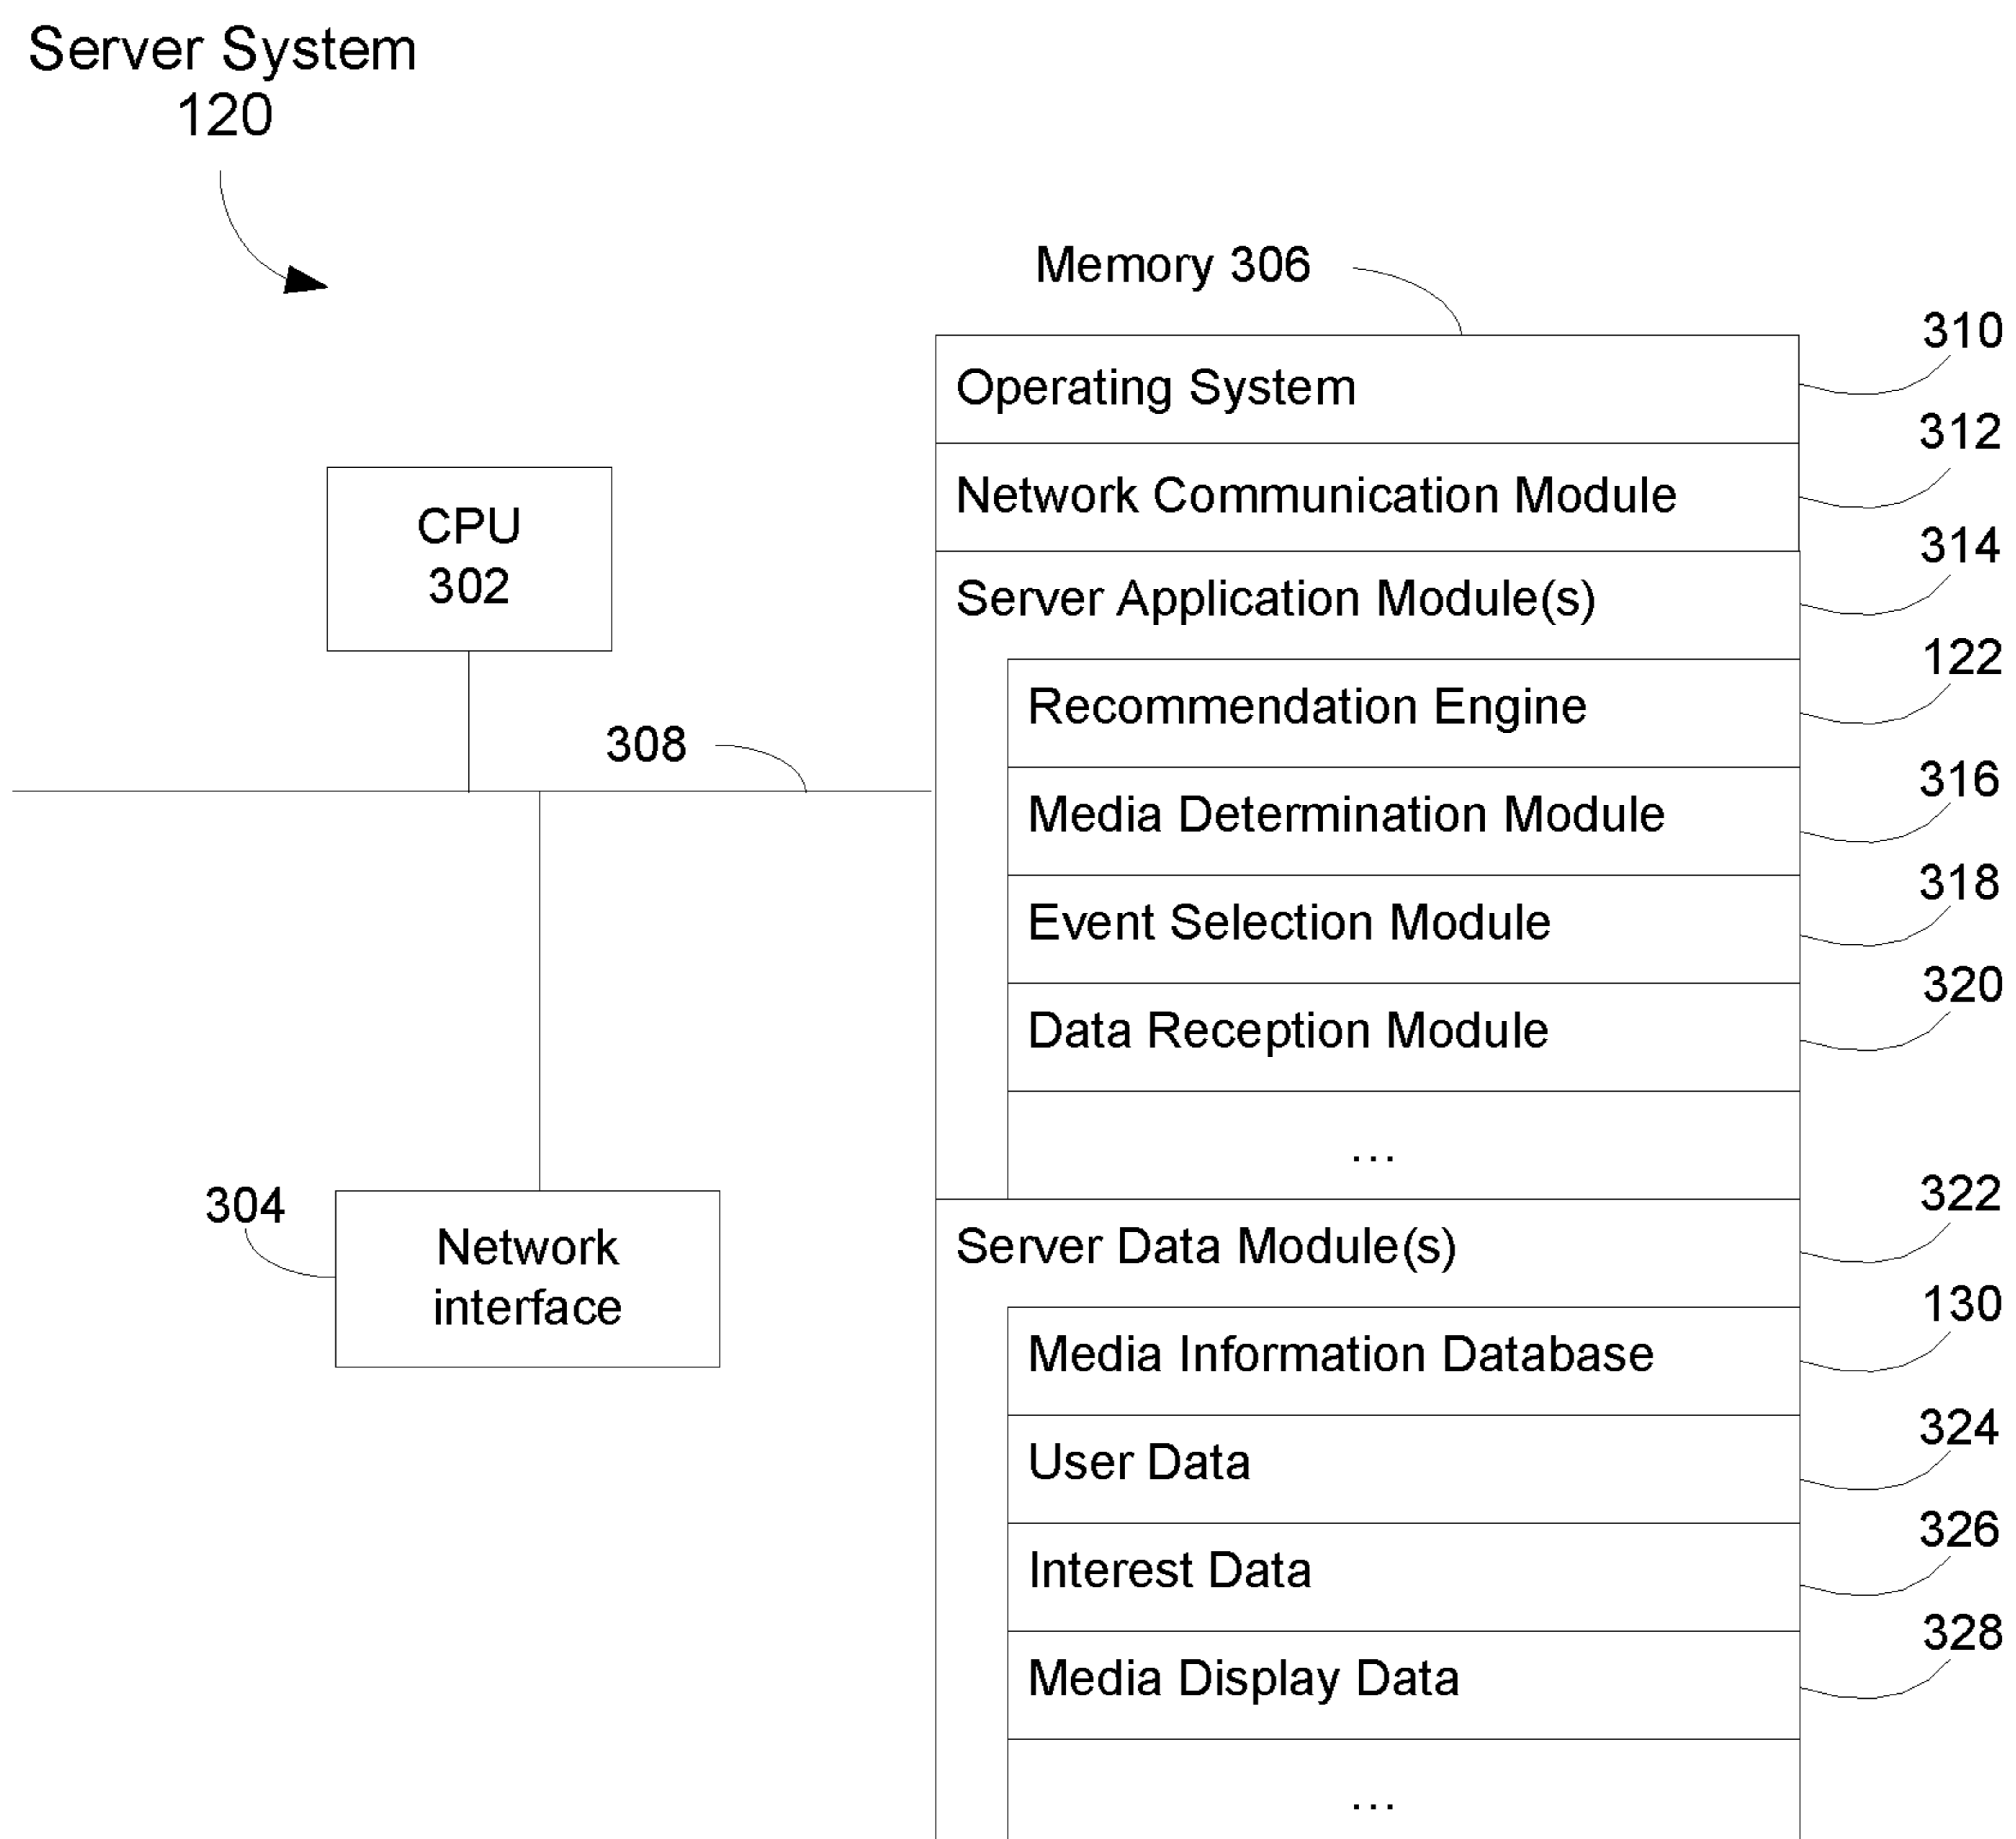 Server System
120
Memory 306
310
Operating System
312
Network Communication Module
CPU
302
314
Server Application Module(s)
122
Recommendation Engine
308
316
Media Determination Module
318
Event Selection Module
320
Data Reception Module
...
304
Network
interface
322
Server Data Module(s)
130
Media Information Database
324
User Data
326
Interest Data
328
Media Display Data
...